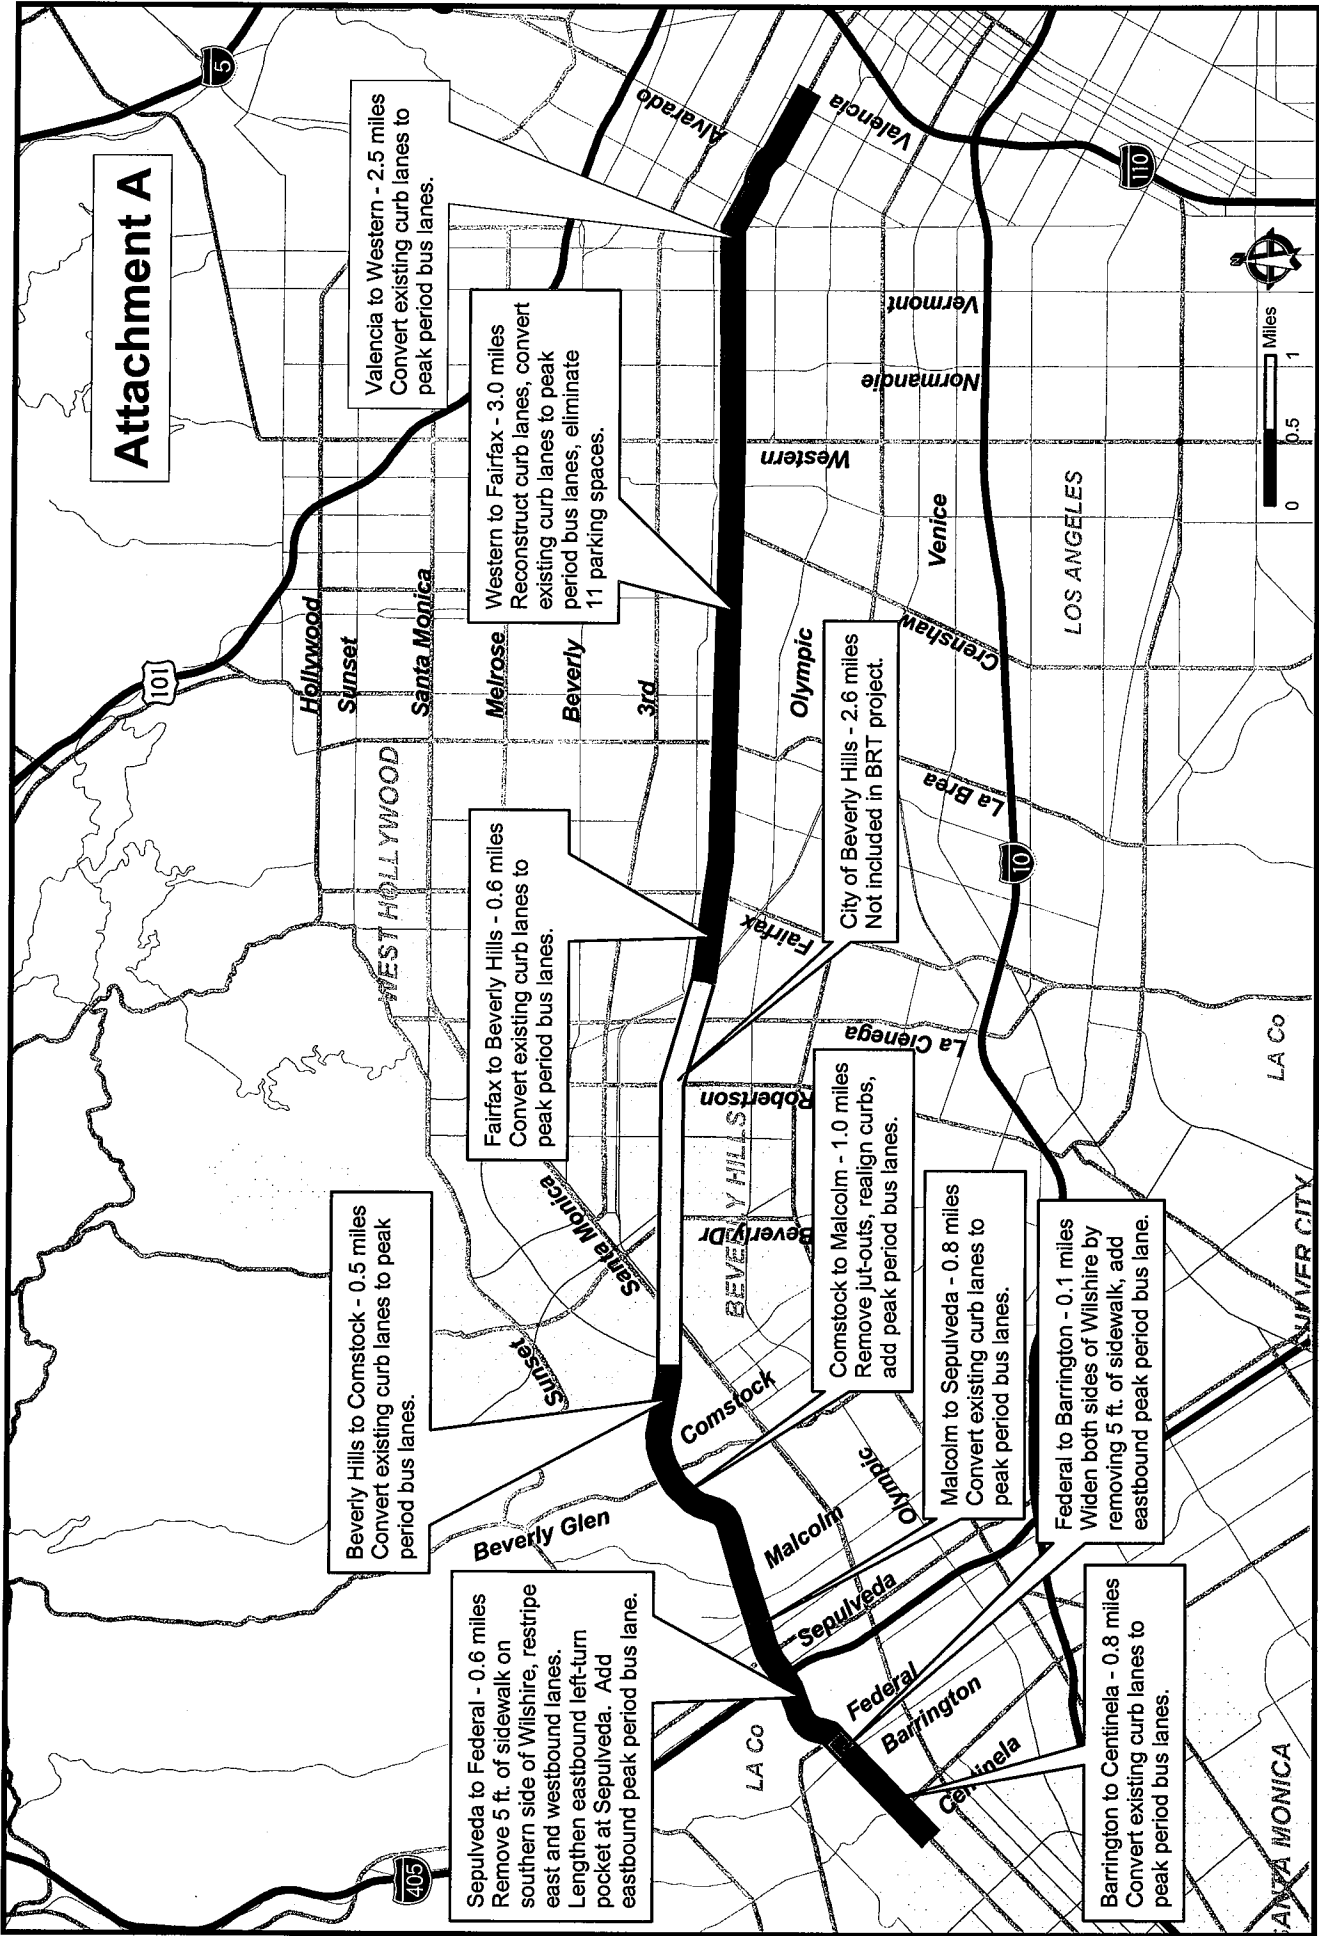 Attachment A
5
101
405
10
110
Valencia to Western - 2.5 miles
Convert existing curb lanes to
peak period bus lanes.
Western to Fairfax - 3.0 miles
Reconstruct curb lanes, convert
existing curb lanes to peak
period bus lanes, eliminate
11 parking spaces.
Fairfax to Beverly Hills - 0.6 miles
Convert existing curb lanes to
peak period bus lanes.
City of Beverly Hills - 2.6 miles
Not included in BRT project.
Beverly Hills to Comstock - 0.5 miles
Convert existing curb lanes to peak
period bus lanes.
Comstock to Malcolm - 1.0 miles
Remove jut-outs, realign curbs,
add peak period bus lanes.
Malcolm to Sepulveda - 0.8 miles
Convert existing curb lanes to
peak period bus lanes.
Sepulveda to Federal - 0.6 miles
Remove 5 ft. of sidewalk on
southern side of Wilshire, restripe
east and westbound lanes.
Lengthen eastbound left-turn
pocket at Sepulveda.  Add
eastbound peak period bus lane.
Federal to Barrington - 0.1 miles
Widen both sides of Wilshire by
removing 5 ft. of sidewalk, add
eastbound peak period bus lane.
Barrington to Centinela - 0.8 miles
Convert existing curb lanes to
peak period bus lanes.
Hollywood
Sunset
Santa Monica
Melrose
Beverly
3rd
Olympic
Venice
Alvarado
Valencia
Vermont
Normandie
Western
Crenshaw
La Brea
Fairfax
La Cienega
Robertson
Beverly Dr
Santa Monica
Sunset
Comstock
Beverly Glen
Malcolm
Olympic
Sepulveda
Federal
Barrington
Centinela
WEST HOLLYWOOD
BEVERLY HILLS
LOS ANGELES
LA Co
LA Co
CULVER CITY
SANTA MONICA
N
Miles
0
0.5
1